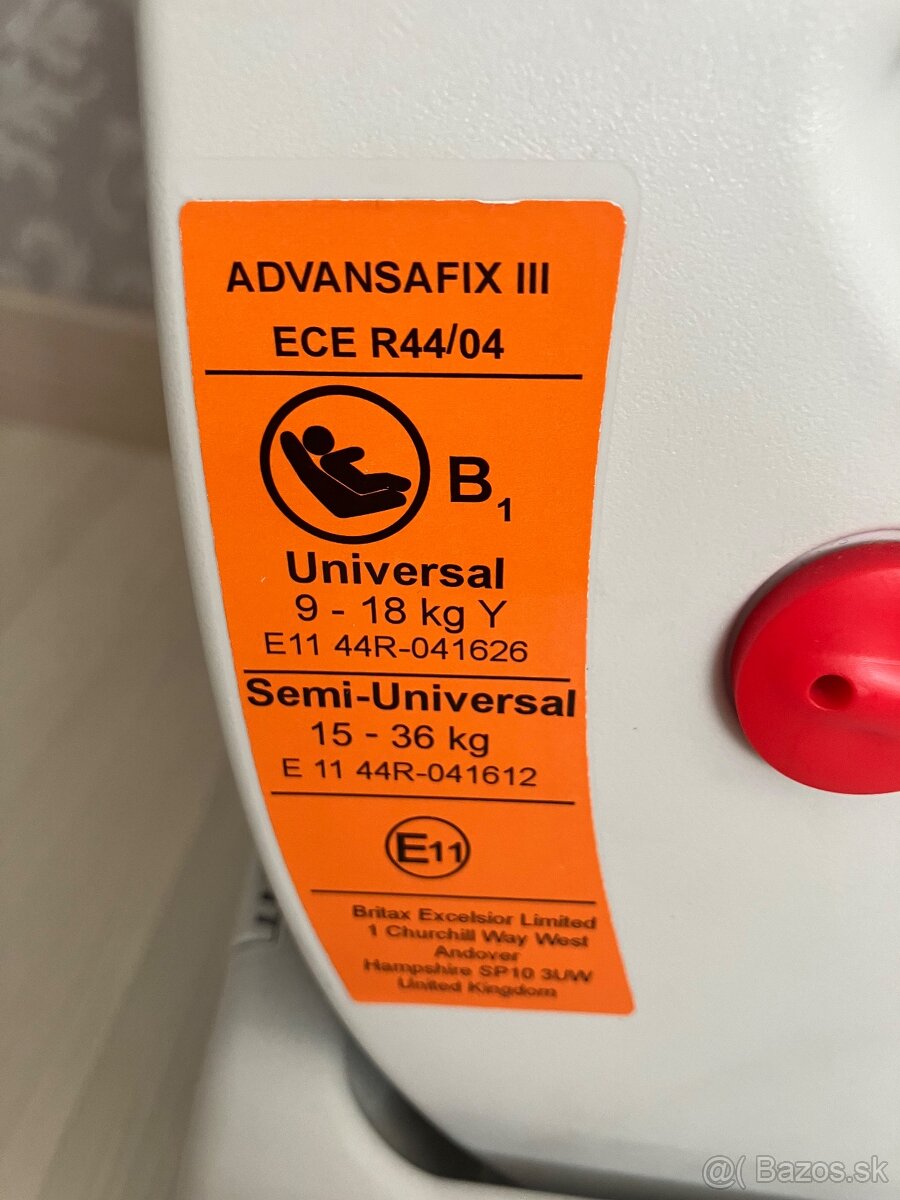 ADVANSAFIX III
ECE R44/04
B1
Universal
9 - 18 kg Y
E11 44R-041626
Semi-Universal
15 - 36 kg
E 11 44R-041612
E11
Britax Excelsior Limited
1 Churchill Way West
Andover
Hampshire SP10 3UW
United Kingdom
@( Bazos.sk